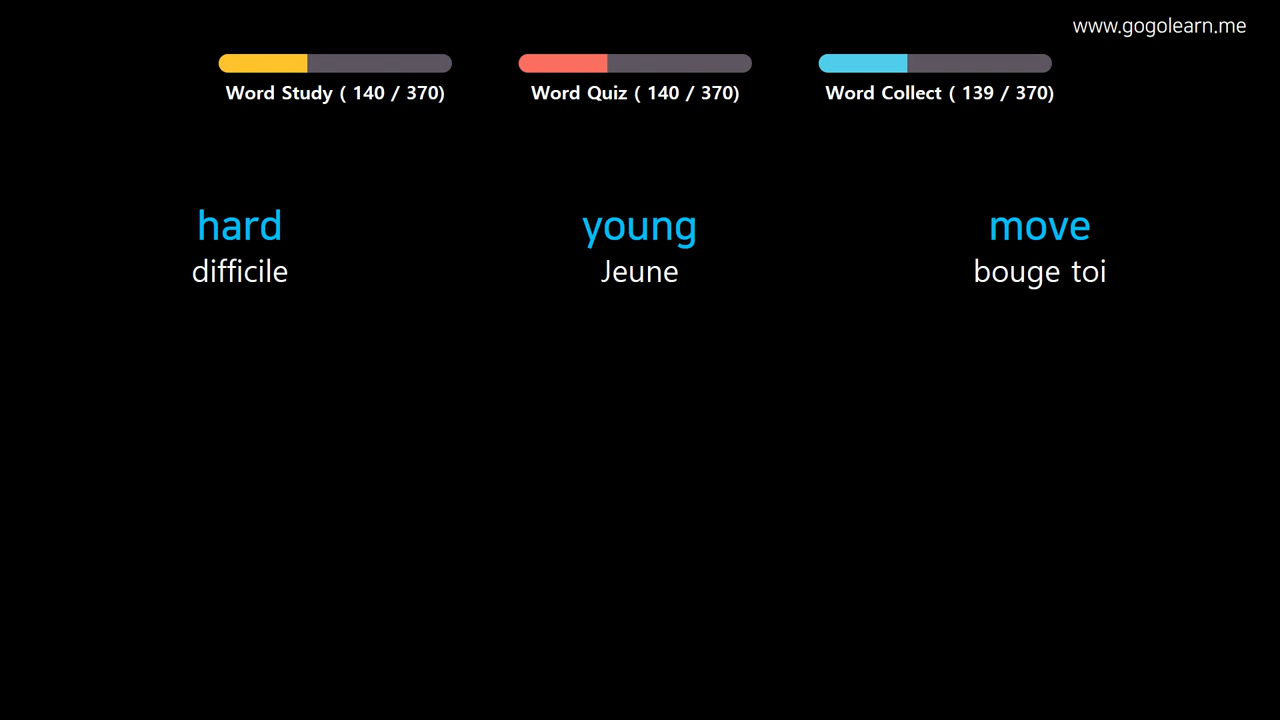 www.gogolearn.me
Word Study ( 140 / 370)
Word Quiz ( 140 / 370)
Word Collect ( 139 / 370)
hard
difficile
young
Jeune
move
bouge toi